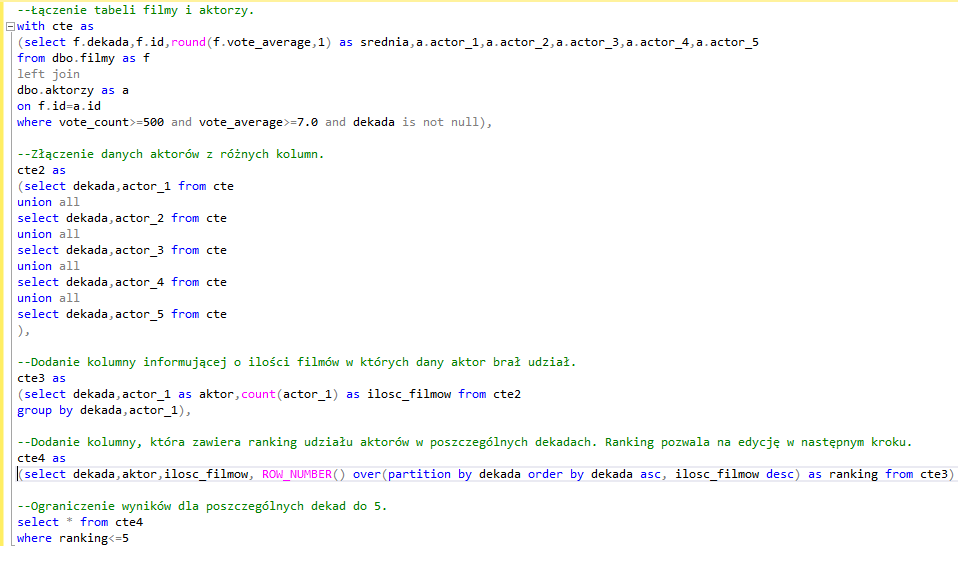 --Łączenie tabeli filmy i aktorzy.
with cte as
(select f.dekada,f.id,round(f.vote_average,1) as srednia,a.actor_1,a.actor_2,a.actor_3,a.actor_4,a.actor_5
from dbo.filmy as f
left join
dbo.aktorzy as a
on f.id=a.id
where vote_count>=500 and vote_average>=7.0 and dekada is not null),
--Złączenie danych aktorów z różnych kolumn.
cte2 as
(select dekada,actor_1 from cte
union all
select dekada,actor_2 from cte
union all
select dekada,actor_3 from cte
union all
select dekada,actor_4 from cte
union all
select dekada,actor_5 from cte
),
--Dodanie kolumny informującej o ilości filmów w których dany aktor brał udział.
cte3 as
(select dekada,actor_1 as aktor,count(actor_1) as ilosc_filmow from cte2
group by dekada,actor_1),
--Dodanie kolumny, która zawiera ranking udziału aktorów w poszczególnych dekadach. Ranking pozwala na edycję w następnym kroku.
cte4 as
(select dekada,aktor,ilosc_filmow, ROW_NUMBER() over(partition by dekada order by dekada asc, ilosc_filmow desc) as ranking from cte3)
--Ograniczenie wyników dla poszczególnych dekad do 5.
select * from cte4
where ranking<=5